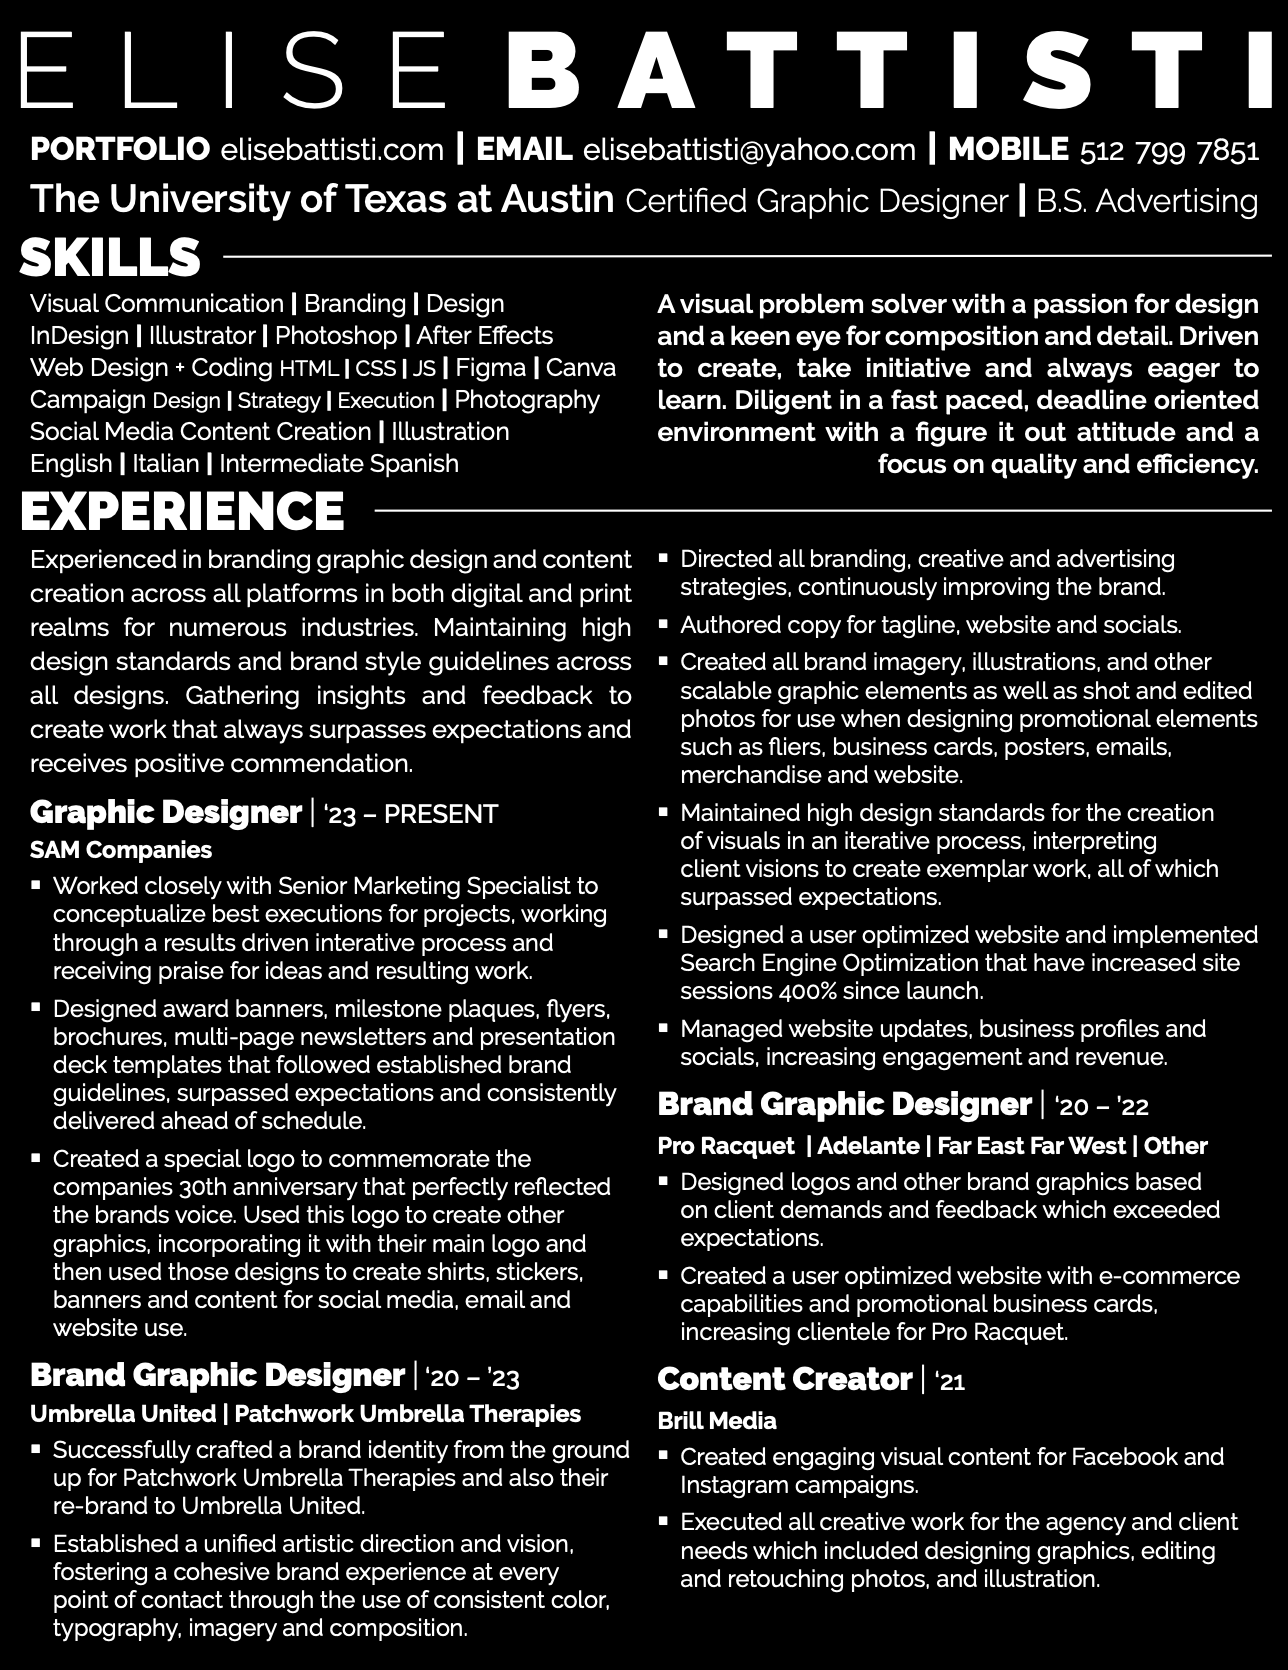 ELISE BATTISTI
PORTFOLIO elisebattisti.com | EMAIL elisebattisti@yahoo.com | MOBILE 512 799 7851
The University of Texas at Austin Certified Graphic Designer | B.S. Advertising
SKILLS
Visual Communication | Branding | Design
InDesign | Illustrator | Photoshop | After Effects
Web Design + Coding HTML | CSS | JS | Figma | Canva
Campaign Design | Strategy | Execution | Photography
Social Media Content Creation | Illustration
English | Italian | Intermediate Spanish
A visual problem solver with a passion for design
and a keen eye for composition and detail. Driven
to create, take initiative and always eager to
learn. Diligent in a fast paced, deadline oriented
environment with a figure it out attitude and a
focus on quality and efficiency.
EXPERIENCE
Experienced in branding graphic design and content
creation across all platforms in both digital and print
realms for numerous industries. Maintaining high
design standards and brand style guidelines across
all designs. Gathering insights and feedback to
create work that always surpasses expectations and
receives positive commendation.
Graphic Designer | ‘23 – PRESENT
SAM Companies
▪ Worked closely with Senior Marketing Specialist to
conceptualize best executions for projects, working
through a results driven interative process and
receiving praise for ideas and resulting work.
▪ Designed award banners, milestone plaques, flyers,
brochures, multi-page newsletters and presentation
deck templates that followed established brand
guidelines, surpassed expectations and consistently
delivered ahead of schedule.
▪ Created a special logo to commemorate the
companies 30th anniversary that perfectly reflected
the brands voice. Used this logo to create other
graphics, incorporating it with their main logo and
then used those designs to create shirts, stickers,
banners and content for social media, email and
website use.
Brand Graphic Designer | ‘20 – ’23
Umbrella United | Patchwork Umbrella Therapies
▪ Successfully crafted a brand identity from the ground
up for Patchwork Umbrella Therapies and also their
re-brand to Umbrella United.
▪ Established a unified artistic direction and vision,
fostering a cohesive brand experience at every
point of contact through the use of consistent color,
typography, imagery and composition.
▪ Directed all branding, creative and advertising
strategies, continuously improving the brand.
▪ Authored copy for tagline, website and socials.
▪ Created all brand imagery, illustrations, and other
scalable graphic elements as well as shot and edited
photos for use when designing promotional elements
such as fliers, business cards, posters, emails,
merchandise and website.
▪ Maintained high design standards for the creation
of visuals in an iterative process, interpreting
client visions to create exemplar work, all of which
surpassed expectations.
▪ Designed a user optimized website and implemented
Search Engine Optimization that have increased site
sessions 400% since launch.
▪ Managed website updates, business profiles and
socials, increasing engagement and revenue.
Brand Graphic Designer | ‘20 – ’22
Pro Racquet | Adelante | Far East Far West | Other
▪ Designed logos and other brand graphics based
on client demands and feedback which exceeded
expectations.
▪ Created a user optimized website with e-commerce
capabilities and promotional business cards,
increasing clientele for Pro Racquet.
Content Creator | ‘21
Brill Media
▪ Created engaging visual content for Facebook and
Instagram campaigns.
▪ Executed all creative work for the agency and client
needs which included designing graphics, editing
and retouching photos, and illustration.